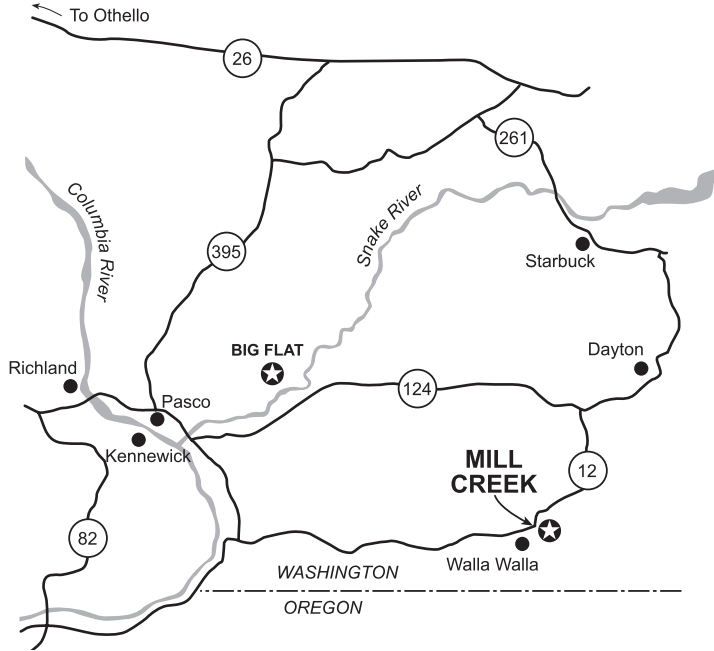 To Othello
26
261
Columbia River
Snake River
395
Starbuck
BIG FLAT
Dayton
Richland
124
Pasco
Kennewick
MILL
CREEK
12
82
Walla Walla
WASHINGTON
OREGON